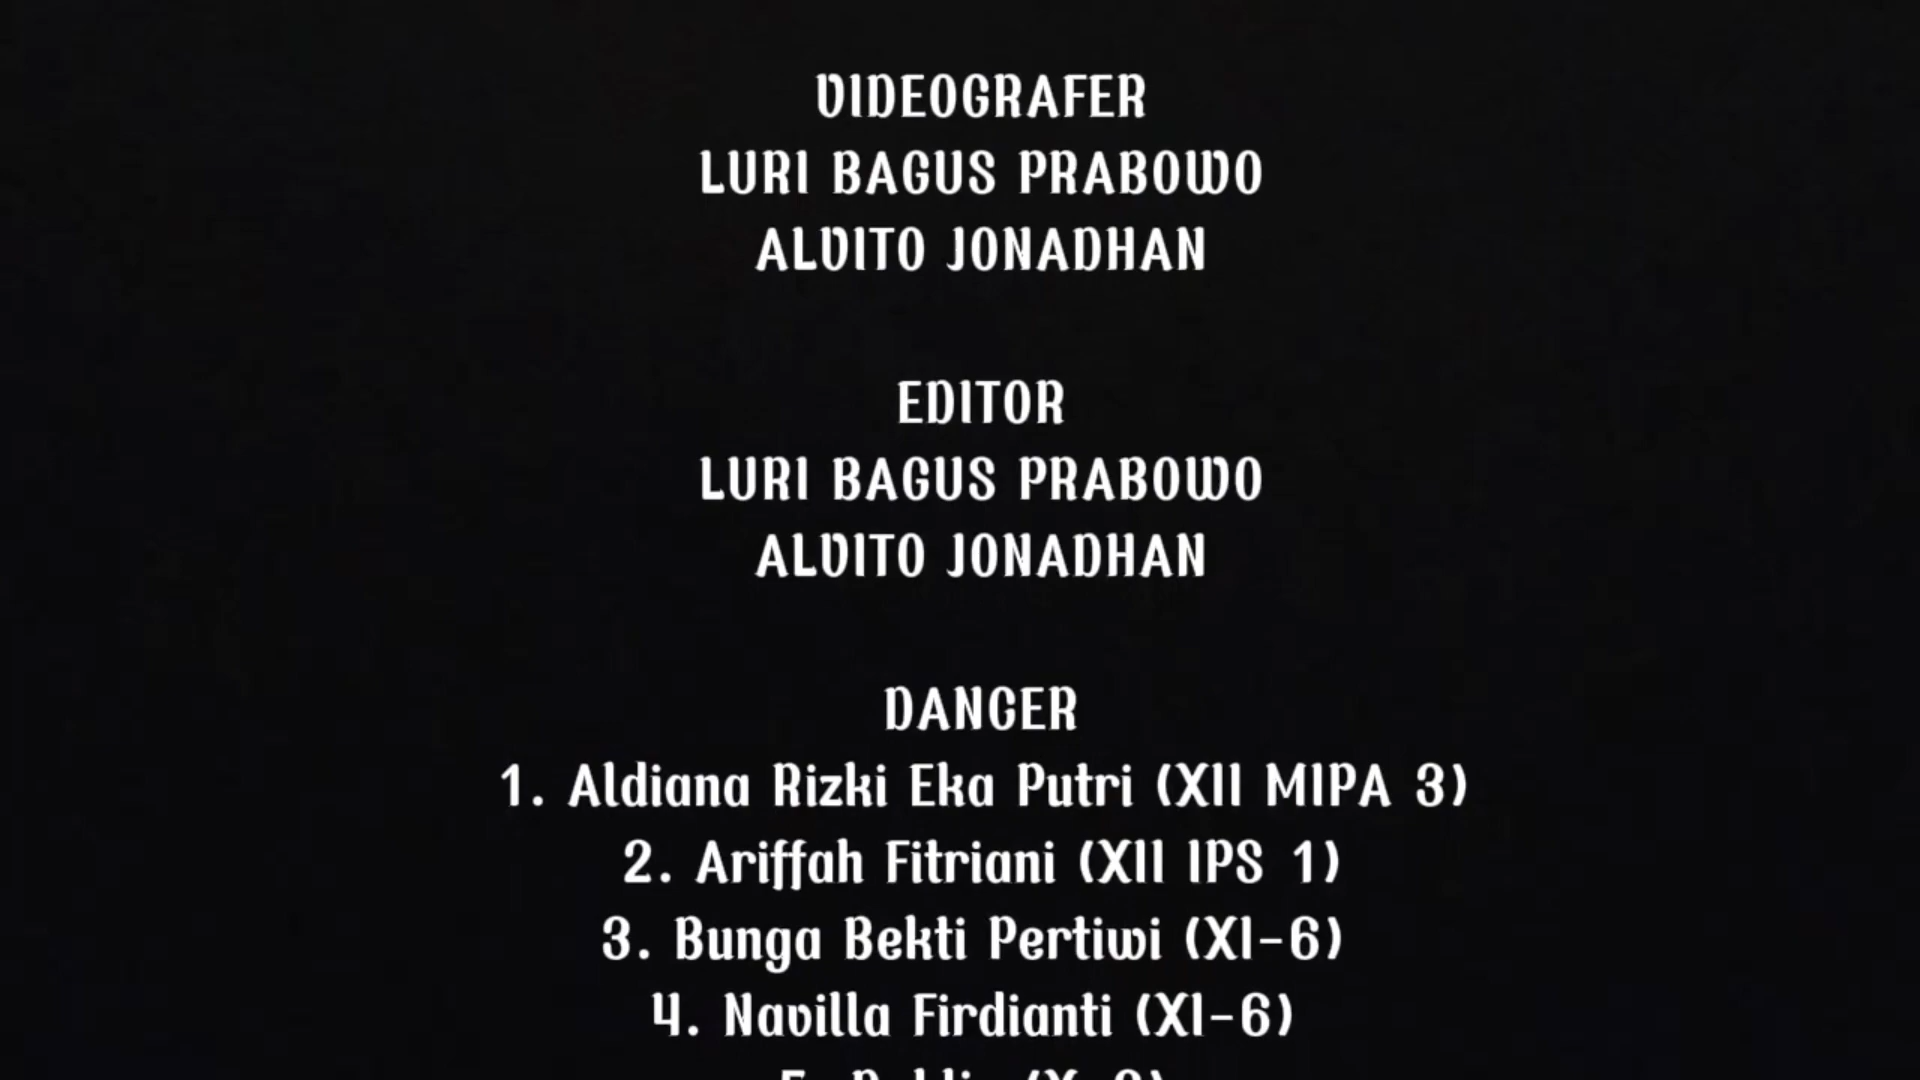 VIDEOGRAFER
LURI BAGUS PRABOWO
ALVITO JONADHAN
EDITOR
LURI BAGUS PRABOWO
ALVITO JONADHAN
DANCER
1. Aldiana Rizki Eka Putri (XII MIPA 3)
2. Ariffah Fitriani (XII IPS 1)
3. Bunga Bekti Pertiwi (XI-6)
4. Navilla Firdianti (XI-6)